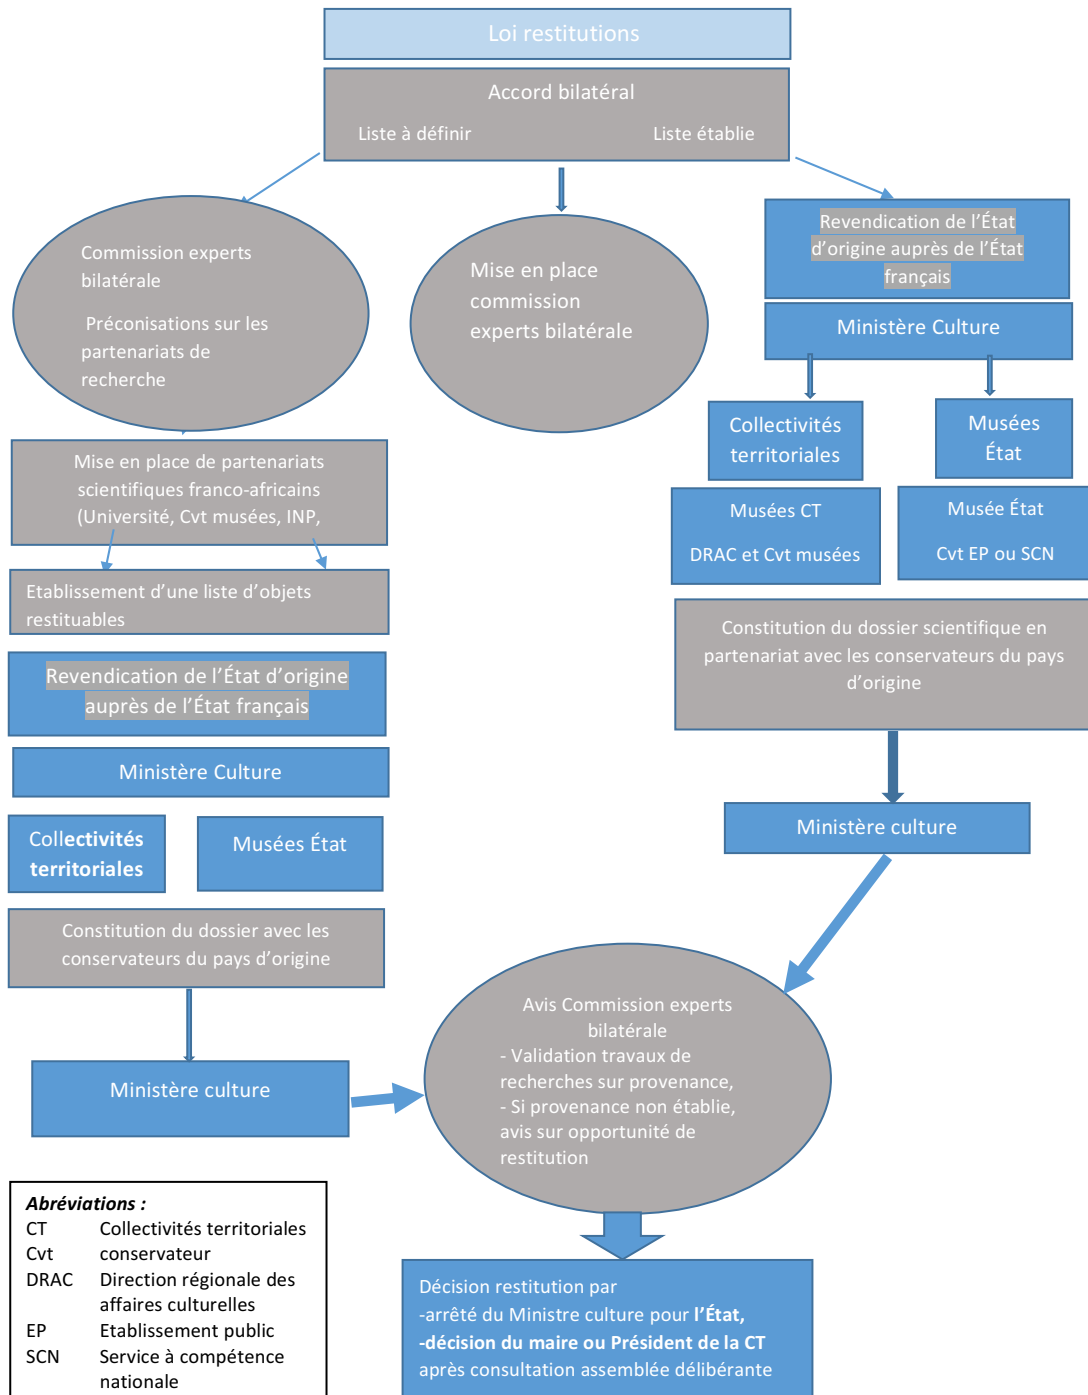 Loi restitutions
Accord bilatéral
Liste à définir
Liste établie
Commission experts
bilatérale
Préconisations sur les
partenariats de
recherche
Mise en place
commission
experts bilatérale
Revendication de l'État
d'origine auprès de l'État
français
Ministère Culture
Collectivités
territoriales
Musées
État
Musées CT
DRAC et Cvt musées
Musée État
Cvt EP ou SCN
Constitution du dossier scientifique en
partenariat avec les conservateurs du pays
d'origine
Ministère culture
Mise en place de partenariats
scientifiques franco-africains
(Université, Cvt musées, INP,
Etablissement d'une liste d'objets
restituables
Revendication de l'État d'origine
auprès de l'État français
Ministère Culture
Collectivités
territoriales
Musées État
Constitution du dossier avec les
conservateurs du pays d'origine
Ministère culture
Avis Commission experts
bilatérale
- Validation travaux de
recherches sur provenance,
- Si provenance non établie,
avis sur opportunité de
restitution
Décision restitution par
-arrêté du Ministre culture pour l'État,
-décision du maire ou Président de la CT
après consultation assemblée délibérante
Abréviations :
CT Collectivités territoriales
Cvt conservateur
DRAC Direction régionale des
affaires culturelles
EP Etablissement public
SCN Service à compétence
nationale